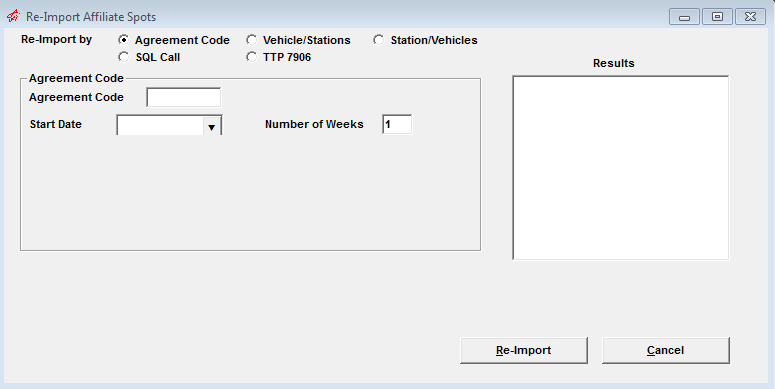 Re-Import Affiliate Spots
Re-Import by Agreement Code Vehicle/Stations Station/Vehicles
SQL Call TTP 7906
Results
Agreement Code
Agreement Code
Start Date Number of Weeks 1
Re-Import Cancel